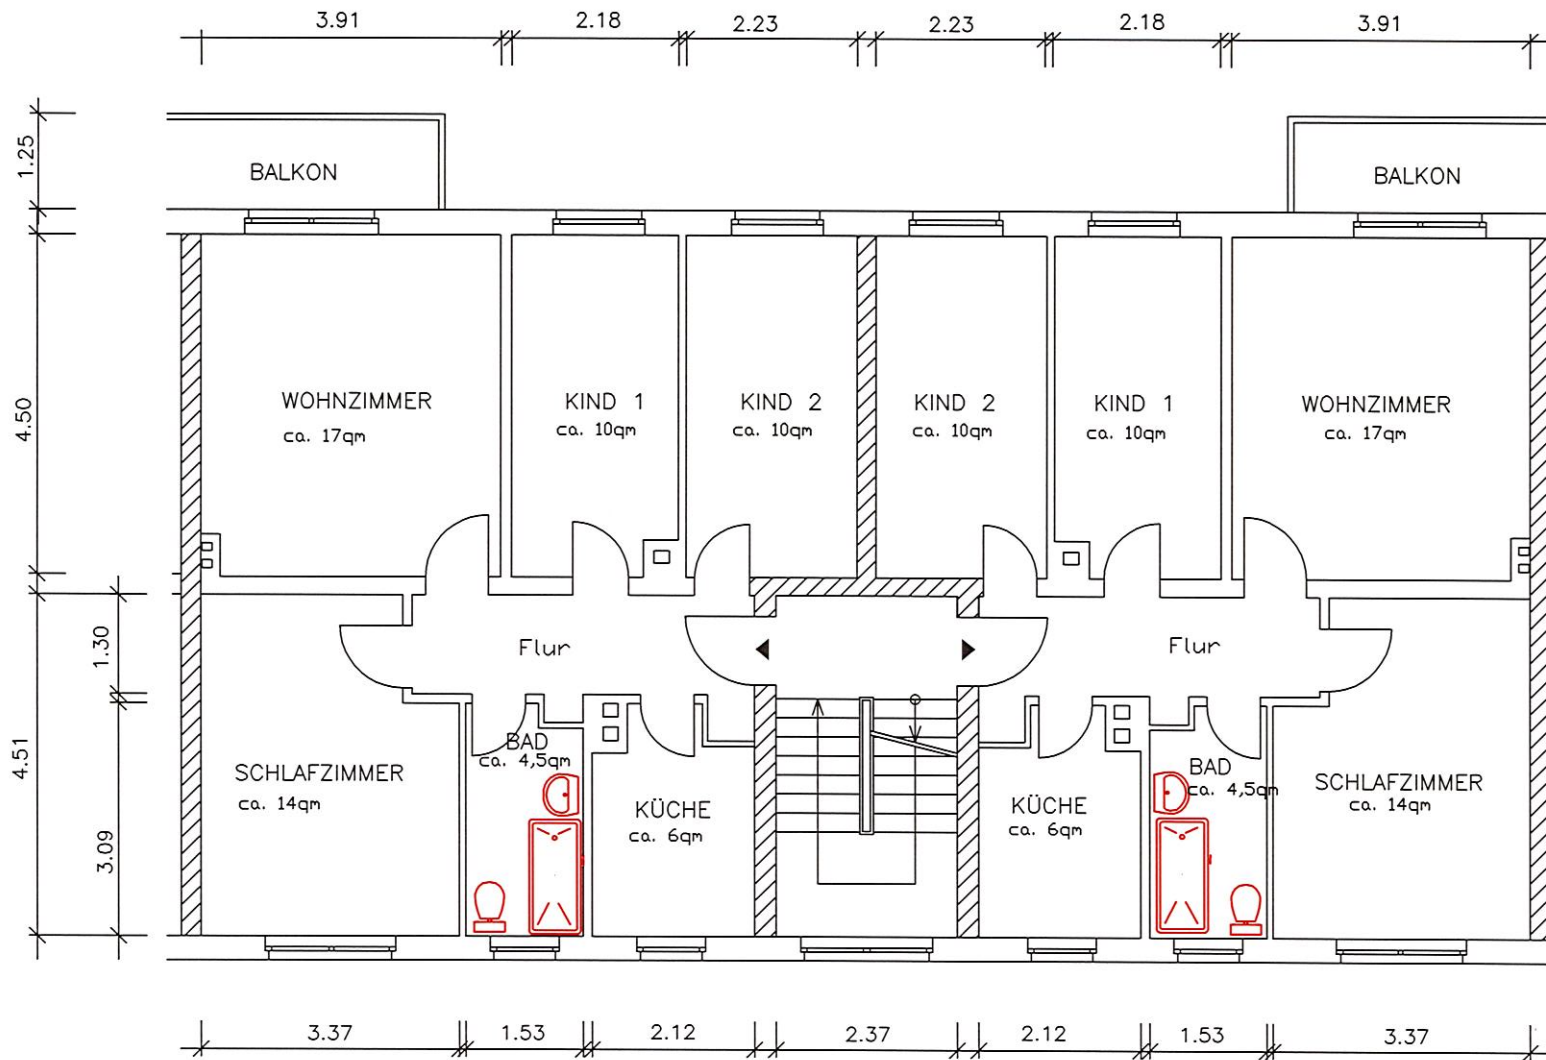 3.91 2.18 2.23 2.23 2.18 3.91
1.25
BALKON BALKON
4.50
WOHNZIMMER KIND 1 KIND 2 KIND 2 KIND 1 WOHNZIMMER
ca. 17qm ca. 10qm ca. 10qm ca. 10qm ca. 10qm ca. 17qm
1.30
Flur Flur
4.51
BAD BAD
ca. 4,5qm ca. 4,5qm
SCHLAFZIMMER SCHLAFZIMMER
ca. 14qm ca. 14qm
KÜCHE KÜCHE
ca. 6qm ca. 6qm
3.09
3.37 1.53 2.12 2.37 2.12 1.53 3.37